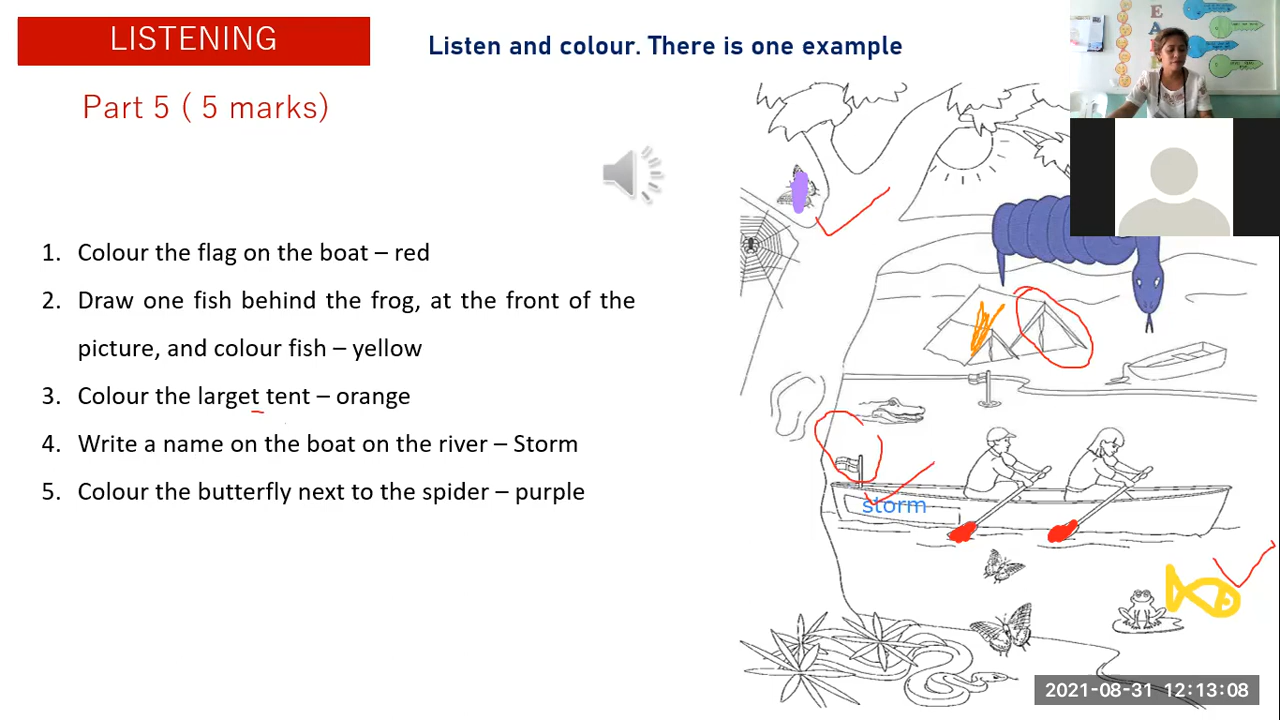 LISTENING
Listen and colour. There is one example
Part 5 ( 5 marks)
1. Colour the flag on the boat – red
2. Draw one fish behind the frog, at the front of the
picture, and colour fish – yellow
3. Colour the larget tent – orange
4. Write a name on the boat on the river – Storm
5. Colour the butterfly next to the spider – purple
storm
2021-08-31 12:13:08